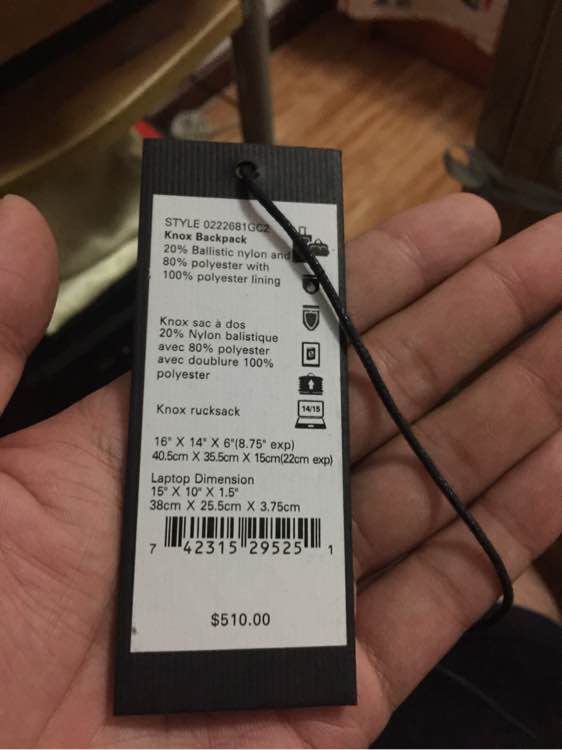 STYLE 0222681GC2
Knox Backpack
20% Ballistic nylon and
80% polyester with
100% polyester lining
Knox sac à dos
20% Nylon balistique
avec 80% polyester
avec doublure 100%
polyester
14/15
Knox rucksack
16" X 14" X 6"(8.75" exp)
40.5cm X 35.5cm X 15cm(22cm exp)
Laptop Dimension
15" X 10" X 1.5"
38cm X 25.5cm X 3.75cm
7 42315 29525 1
$510.00